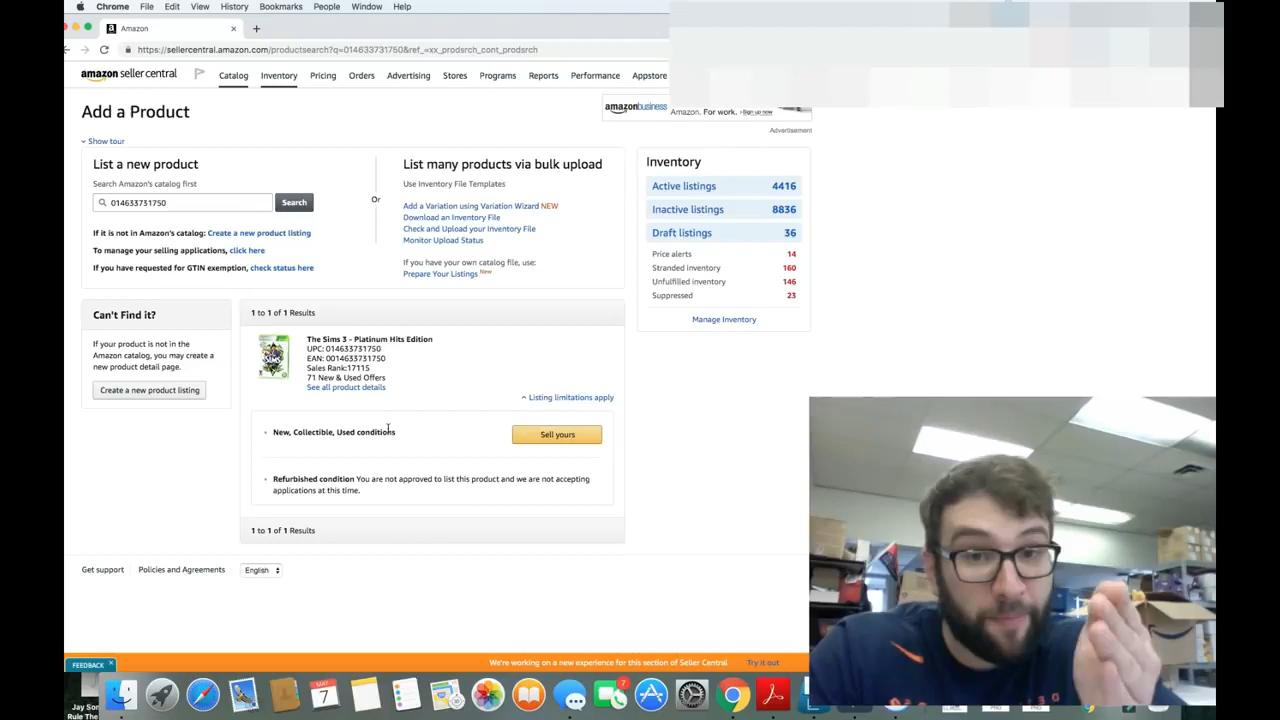 Chrome File Edit View History Bookmarks People Window Help
Amazon
https://sellercentral.amazon.com/productsearch?q=014633731750&ref_=xx_prodsrch_cont_prodsrch
amazon seller central Catalog Inventory Pricing Orders Advertising Stores Programs Reports Performance Appstore
Add a Product
amazonbusiness Amazon. For work. Sign up now
Advertisement
Show tour
List a new product
Search Amazon's catalog first
014633731750 Search
If it is not in Amazon's catalog: Create a new product listing
To manage your selling applications, click here
If you have requested for GTIN exemption, check status here
Or
List many products via bulk upload
Use Inventory File Templates
Add a Variation using Variation Wizard NEW
Download an Inventory File
Check and Upload your Inventory File
Monitor Upload Status
If you have your own catalog file, use:
Prepare Your Listings New
Inventory
Active listings 4416
Inactive listings 8836
Draft listings 36
Price alerts 14
Stranded inventory 160
Unfulfilled inventory 146
Suppressed 23
Manage Inventory
Can't Find it?
If your product is not in the Amazon catalog, you may create a new product detail page.
Create a new product listing
1 to 1 of 1 Results
The Sims 3 - Platinum Hits Edition
UPC: 014633731750
EAN: 0014633731750
Sales Rank:17115
71 New & Used Offers
See all product details
Listing limitations apply
New, Collectible, Used conditions Sell yours
Refurbished condition You are not approved to list this product and we are not accepting
applications at this time.
1 to 1 of 1 Results
Get support Policies and Agreements English
We're working on a new experience for this section of Seller Central Try it out
FEEDBACK
MAY
7
7
Jay Son
Rule The
PNG PNG